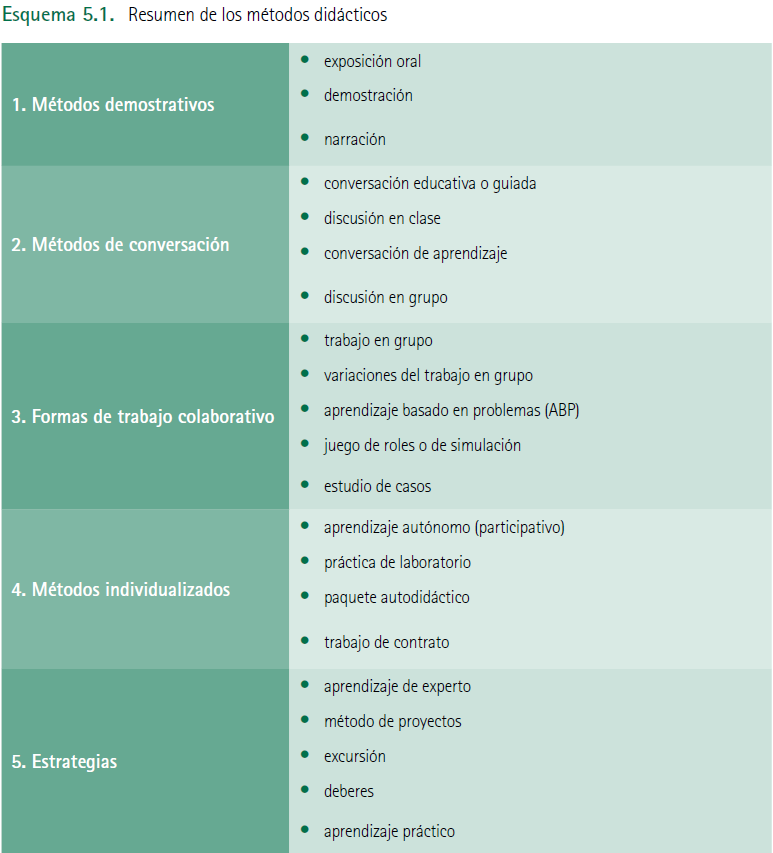 Esquema 5.1. Resumen de los métodos didácticos
1. Métodos demostrativos
• exposición oral
• demostración
• narración
2. Métodos de conversación
• conversación educativa o guiada
• discusión en clase
• conversación de aprendizaje
• discusión en grupo
3. Formas de trabajo colaborativo
• trabajo en grupo
• variaciones del trabajo en grupo
• aprendizaje basado en problemas (ABP)
• juego de roles o de simulación
• estudio de casos
4. Métodos individualizados
• aprendizaje autónomo (participativo)
• práctica de laboratorio
• paquete autodidáctico
• trabajo de contrato
5. Estrategias
• aprendizaje de experto
• método de proyectos
• excursión
• deberes
• aprendizaje práctico